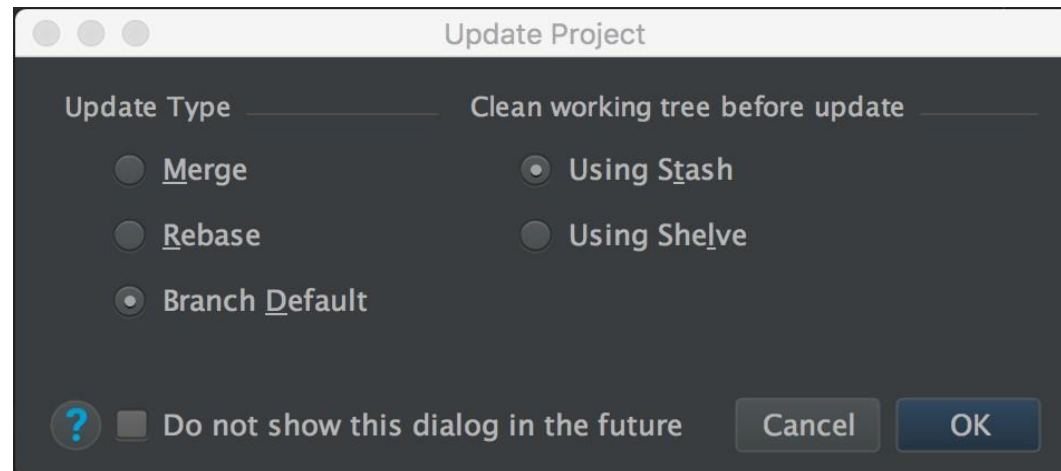 Update Project
Update Type
Merge
Rebase
Branch Default
Clean working tree before update
Using Stash
Using Shelve
? Do not show this dialog in the future
Cancel
OK